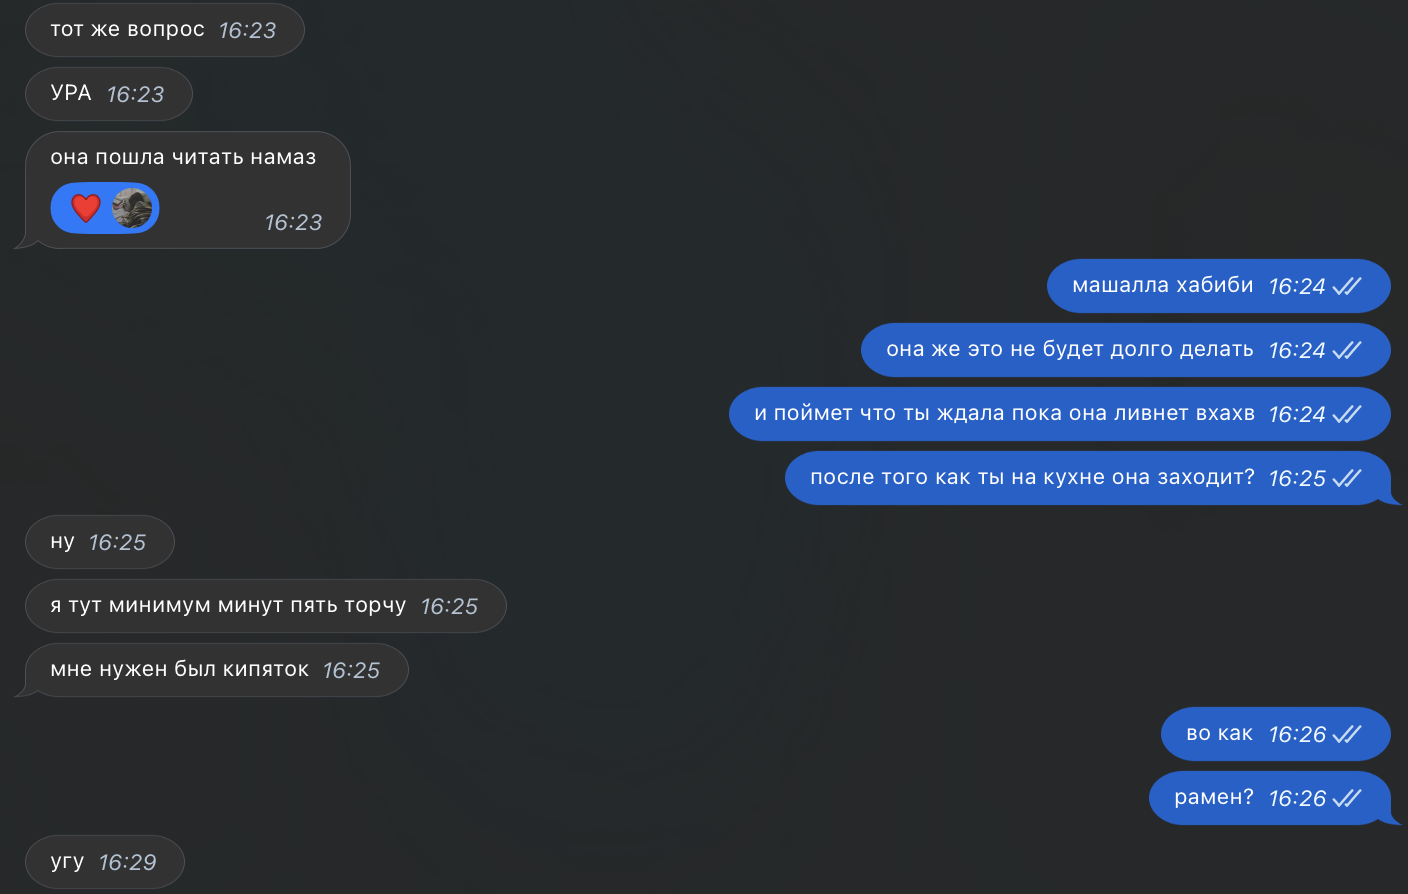 тот же вопрос 16:23
УРА 16:23
она пошла читать намаз
16:23
машалла хабиби 16:24
она же это не будет долго делать 16:24
и поймет что ты ждала пока она ливнет вхахв 16:24
после того как ты на кухне она заходит? 16:25
ну 16:25
я тут минимум минут пять торчу 16:25
мне нужен был кипяток 16:25
во как 16:26
рамен? 16:26
угу 16:29